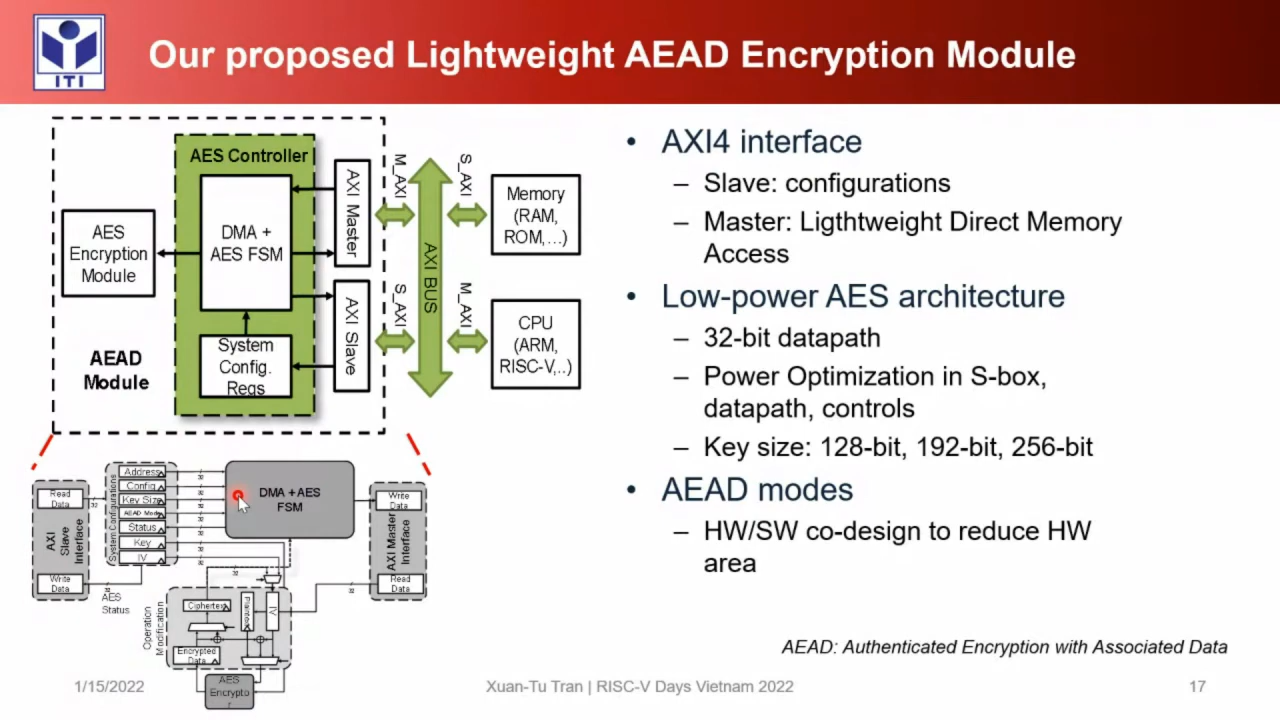 ITI
Our proposed Lightweight AEAD Encryption Module
AES Controller
AES
Encryption
Module
DMA +
AES FSM
AXI Master
M_AXI
S_AXI
Memory
(RAM,
ROM,...)
AXI BUS
AEAD
Module
System
Config.
Regs
AXI Slave
S_AXI
M_AXI
CPU
(ARM,
RISC-V,..)
Read
Data
AXI
Slave
Interface
Write
Data
System Configurations
Address
Config
Key Size
AEAD Mode
Status
Key
IV
32
DMA +AES
FSM
Write
Data
AXI Master
Interface
Read
Data
AES
Status
Operation
Modification
IV
Encrypted
Data
AES
Encrypto
r
• AXI4 interface
– Slave: configurations
– Master: Ligthtweight Direct Memory
Access
• Low-power AES architecture
– 32-bit datapath
– Power Optimization in S-box,
datapath, controls
– Key size: 128-bit, 192-bit, 256-bit
• AEAD modes
– HW/SW co-design to reduce HW
area
AEAD: Authenticated Encryption with Associated Data
1/15/2022
Xuan-Tu Tran | RISC-V Days Vietnam 2022
17